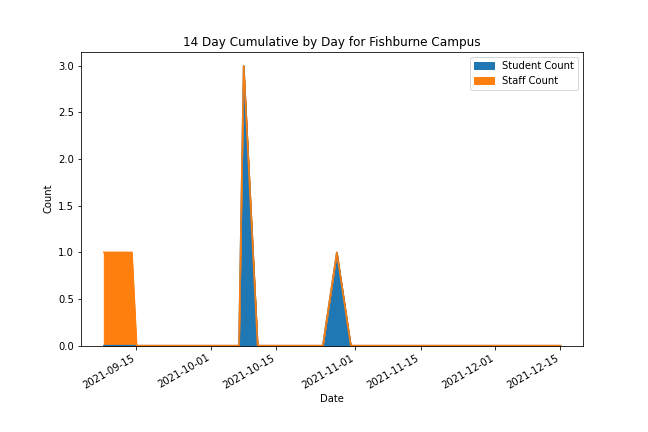 14 Day Cumulative by Day for Fishburne Campus
Student Count
Staff Count
Count
3.0
2.5
2.0
1.5
1.0
0.5
0.0
2021-09-15
2021-10-01
2021-10-15
2021-11-01
2021-11-15
2021-12-01
2021-12-15
Date